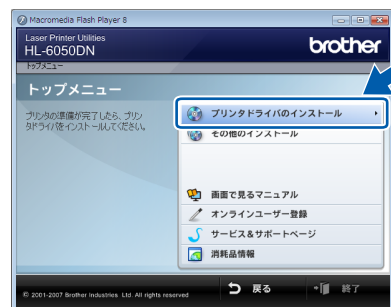 Macromedia Flash Player 8
Laser Printer Utilities
HL-6050DN
brother
トップメニュー
トップメニュー
プリンタの準備が完了したら、プリン
タドライバをインストールしてください。
プリンタドライバのインストール
その他のインストール
画面で見るマニュアル
オンラインユーザー登録
サービス&サポートページ
消耗品情報
© 2001-2007 Brother Industries Ltd. All rights reserved
戻る
終了